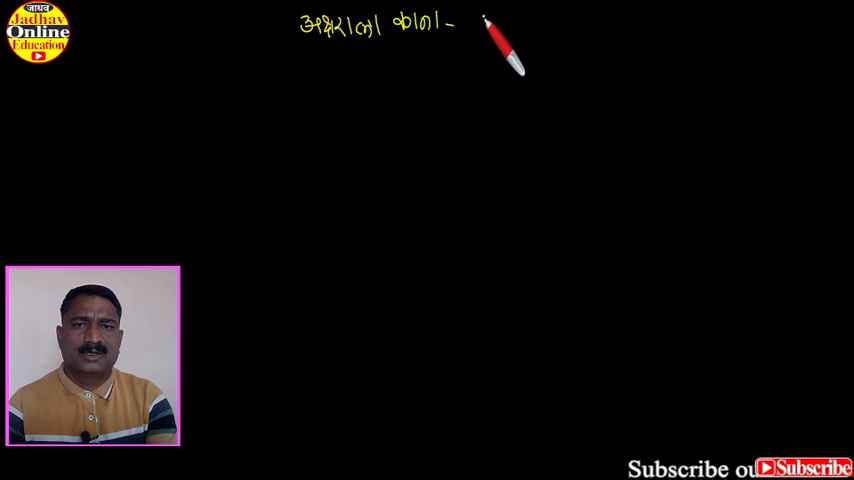 जाधव
Jadhav
Online
Education
अक्षराला काना-
Subscribe ou
Subscribe